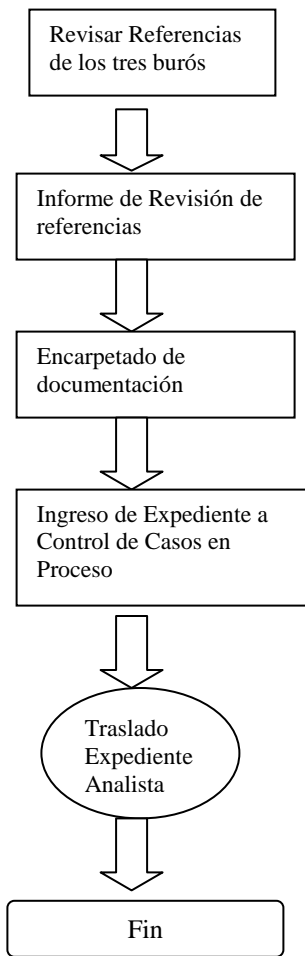 Revisar Referencias
de los tres burós
Informe de Revisión de
referencias
Encarpetado de
documentación
Ingreso de Expediente a
Control de Casos en
Proceso
Traslado
Expediente
Analista
Fin